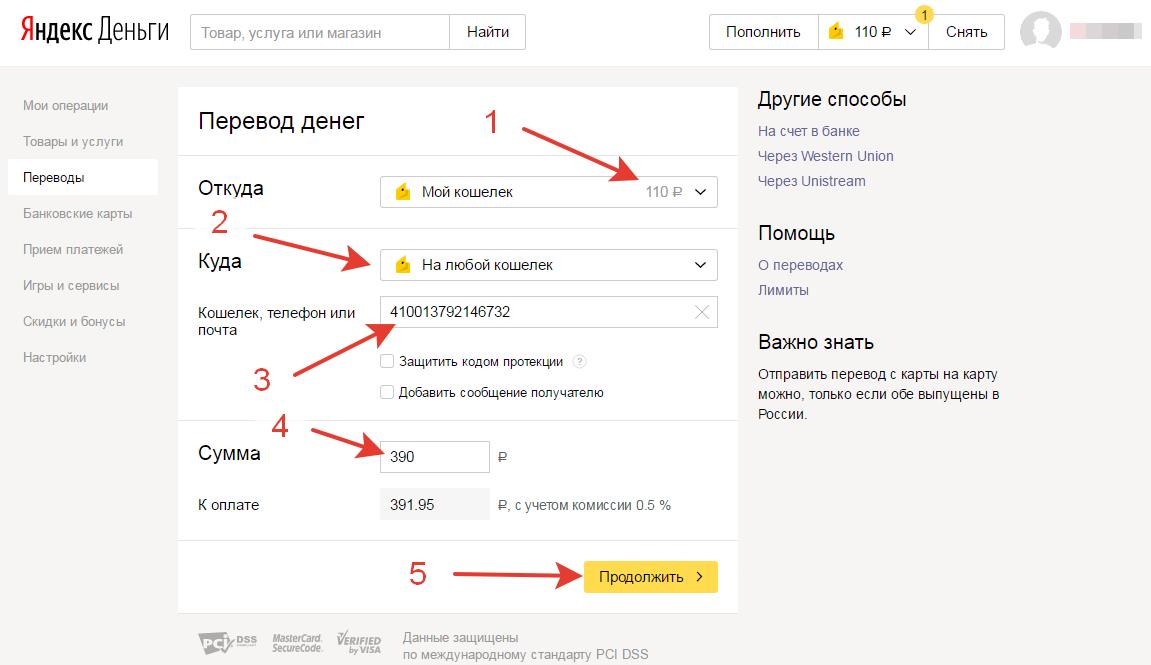 Яндекс Деньги
Товар, услуга или магазин
Найти
Пополнить
110 ₽
1
Снять
Мои операции
Товары и услуги
Переводы
Банковские карты
Прием платежей
Игры и сервисы
Скидки и бонусы
Настройки
Перевод денег
1
Откуда
Мой кошелек 110 ₽
2
Куда
На любой кошелек
Кошелек, телефон или
почта
410013792146732
3
Защитить кодом протекции ?
Добавить сообщение получателю
4
Сумма
390 ₽
К оплате
391.95 ₽, с учетом комиссии 0.5 %
5
Продолжить
Другие способы
На счет в банке
Через Western Union
Через Unistream
Помощь
О переводах
Лимиты
Важно знать
Отправить перевод с карты на карту
можно, только если обе выпущены в
России.
PCI DSS
MasterCard.
SecureCode.
VERIFIED
by VISA
Данные защищены
по международному стандарту PCI DSS